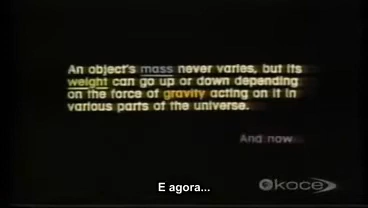 An object's mass never varies, but its
weight can go up or down depending
on the force of gravity acting on it in
various parts of the universe.
And now...
E agora...
koce